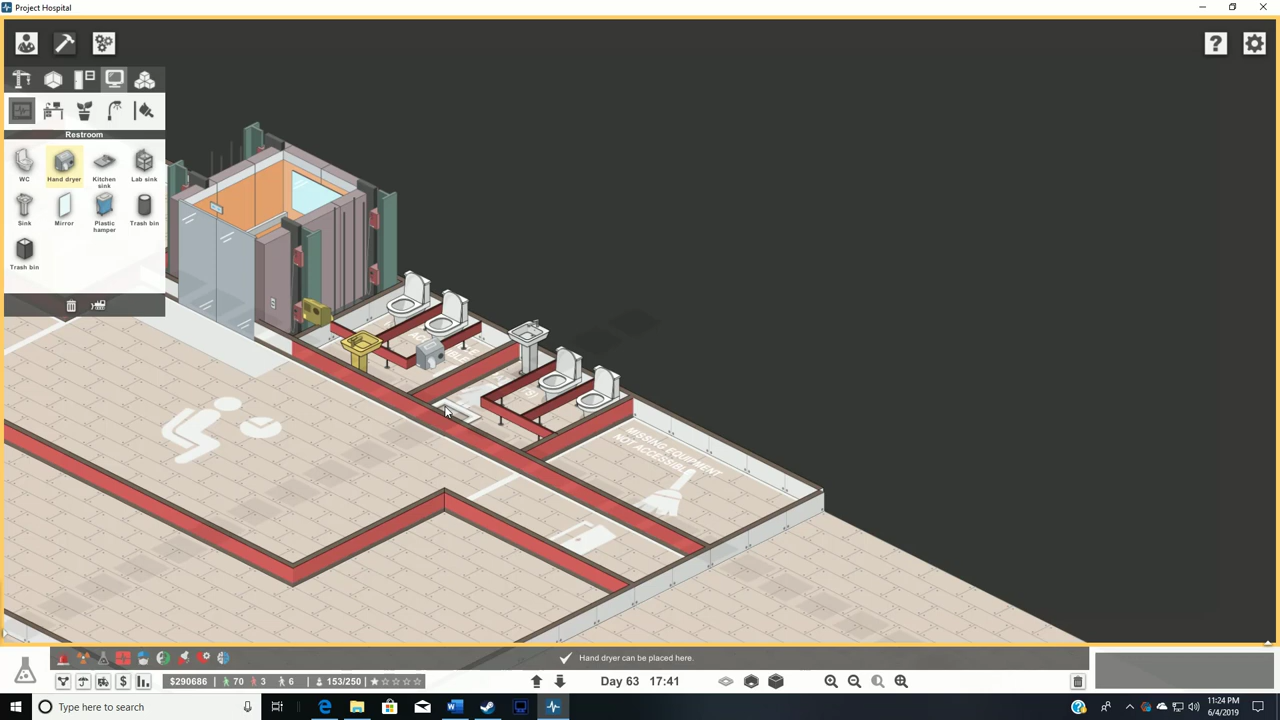 Project Hospital
Restroom
WC
Hand dryer
Kitchen sink
Lab sink
Sink
Mirror
Plastic hamper
Trash bin
Trash bin
MISSING EQUIPMENT
NOT ACCESSIBLE
Hand dryer can be placed here.
$290686
70
3
6
153/250
Day 63
17:41
Type here to search
11:24 PM
6/4/2019